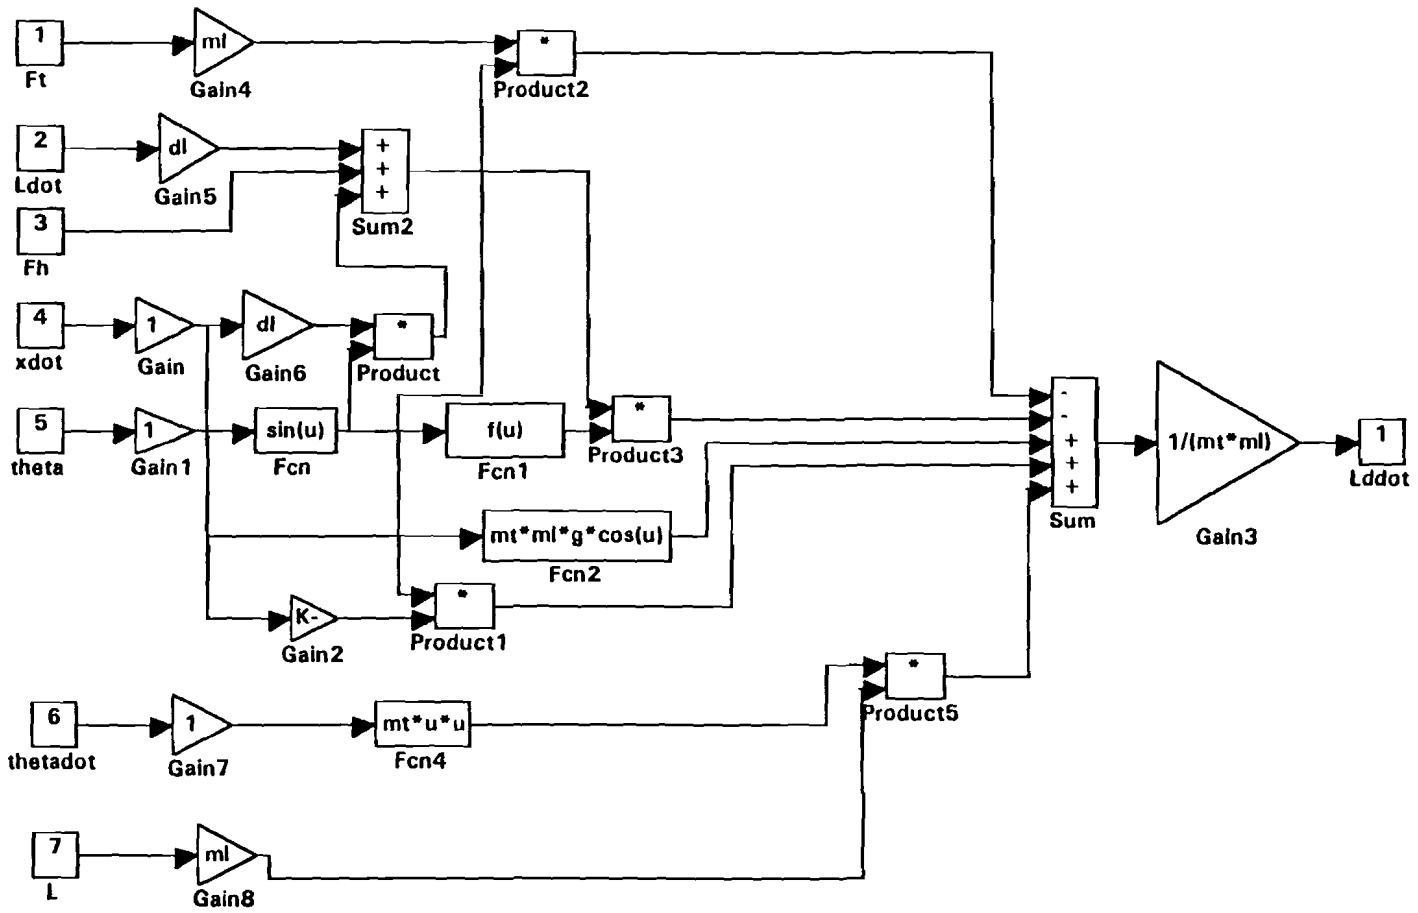 1
Ft
ml
Gain4
*
Product2
2
Ldot
dl
Gain5
+
+
+
Sum2
3
Fh
4
xdot
1
Gain
dl
Gain6
*
Product
5
theta
1
Gain1
sin(u)
Fcn
f(u)
Fcn1
*
Product3
mt*ml*g*cos(u)
Fcn2
K-
Gain2
*
Product1
-
-
+
+
+
Sum
1/(mt*ml)
Gain3
1
Lddot
6
thetadot
1
Gain7
mt*u*u
Fcn4
*
Product5
7
L
ml
Gain8